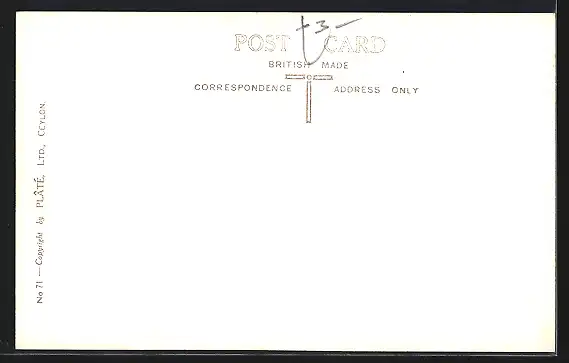 +3-
POST CARD
BRITISH MADE
CORRESPONDENCE ADDRESS ONLY
No 71 — Copyright by PLÂTÉ, LTD., CEYLON.